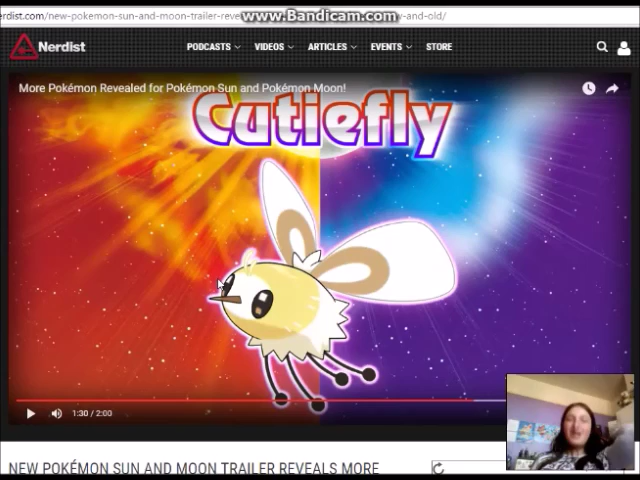 www.Bandicam.com
erdist.com/new-pokemon-sun-and-moon-trailer-reve
y-and-old/
Nerdist
PODCASTS VIDEOS ARTICLES EVENTS STORE
More Pokémon Revealed for Pokémon Sun and Pokémon Moon!
Cutiefly
1:30 / 2:00
NEW POKÉMON SUN AND MOON TRAILER REVEALS MORE